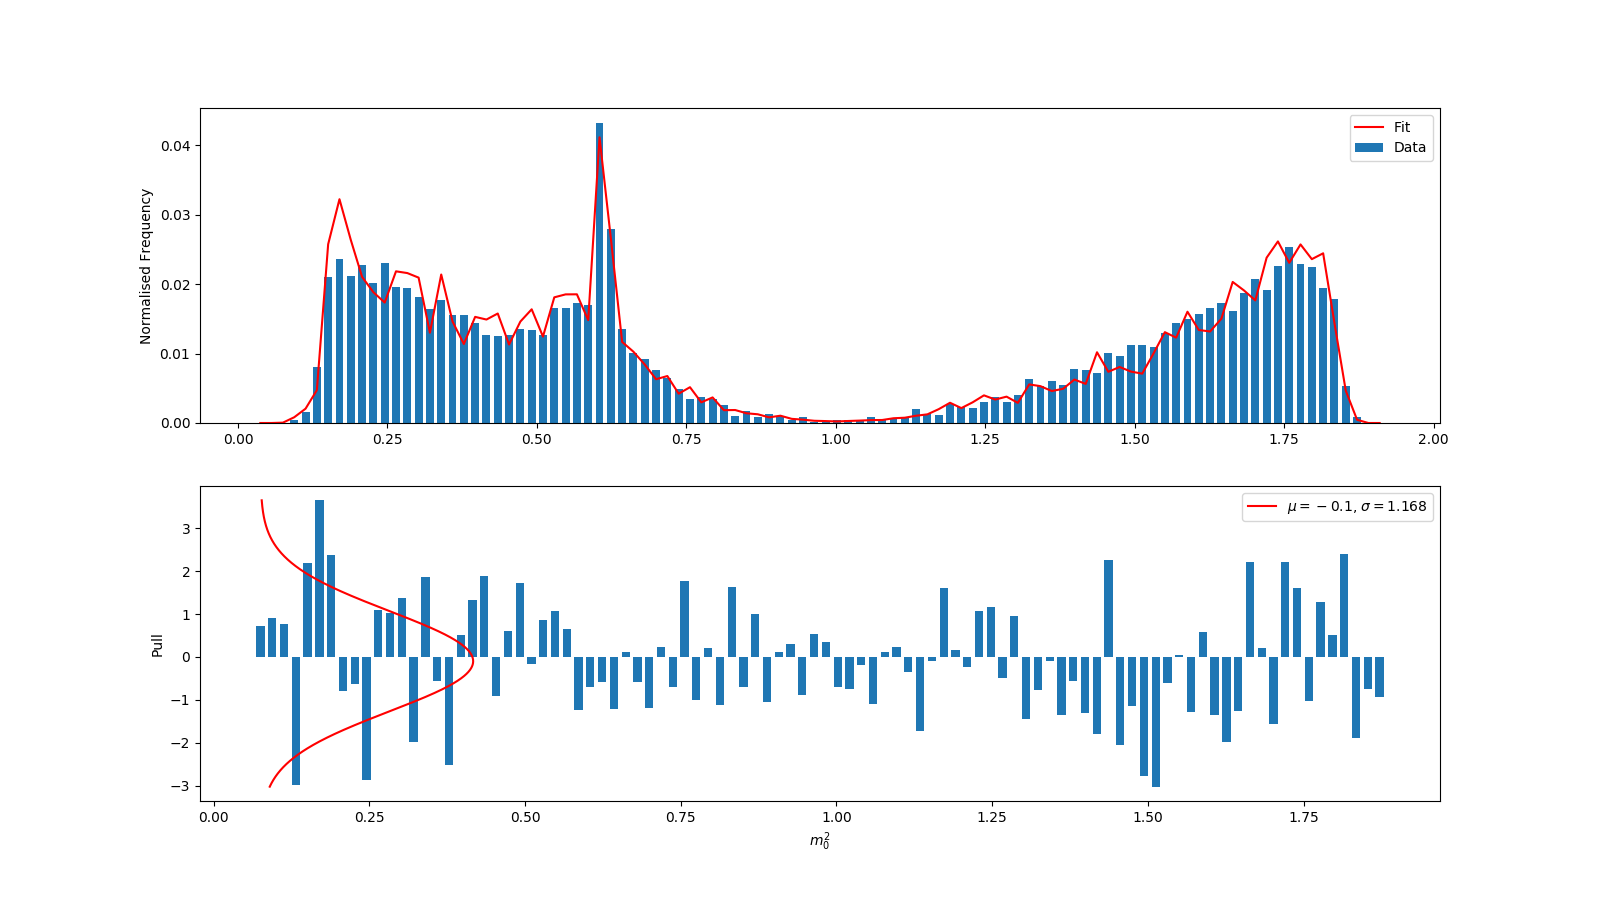 Normalised Frequency
0.04
0.03
0.02
0.01
0.00
0.00 0.25 0.50 0.75 1.00 1.25 1.50 1.75 2.00
Fit
Data
Pull
3
2
1
0
−1
−2
−3
0.00 0.25 0.50 0.75 1.00 1.25 1.50 1.75
μ = −0.1, σ = 1.168
m₀²